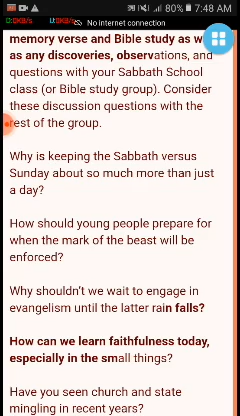 0KB/s 0KB/s 80% 7:48 AM
No internet connection
memory verse and Bible study as w
as any discoveries, observations, and
questions with your Sabbath School
class (or Bible study group). Consider
these discussion questions with the
rest of the group.
Why is keeping the Sabbath versus
Sunday about so much more than just
a day?
How should young people prepare for
when the mark of the beast will be
enforced?
Why shouldn't we wait to engage in
evangelism until the latter rain falls?
How can we learn faithfulness today,
especially in the small things?
Have you seen church and state
mingling in recent years?